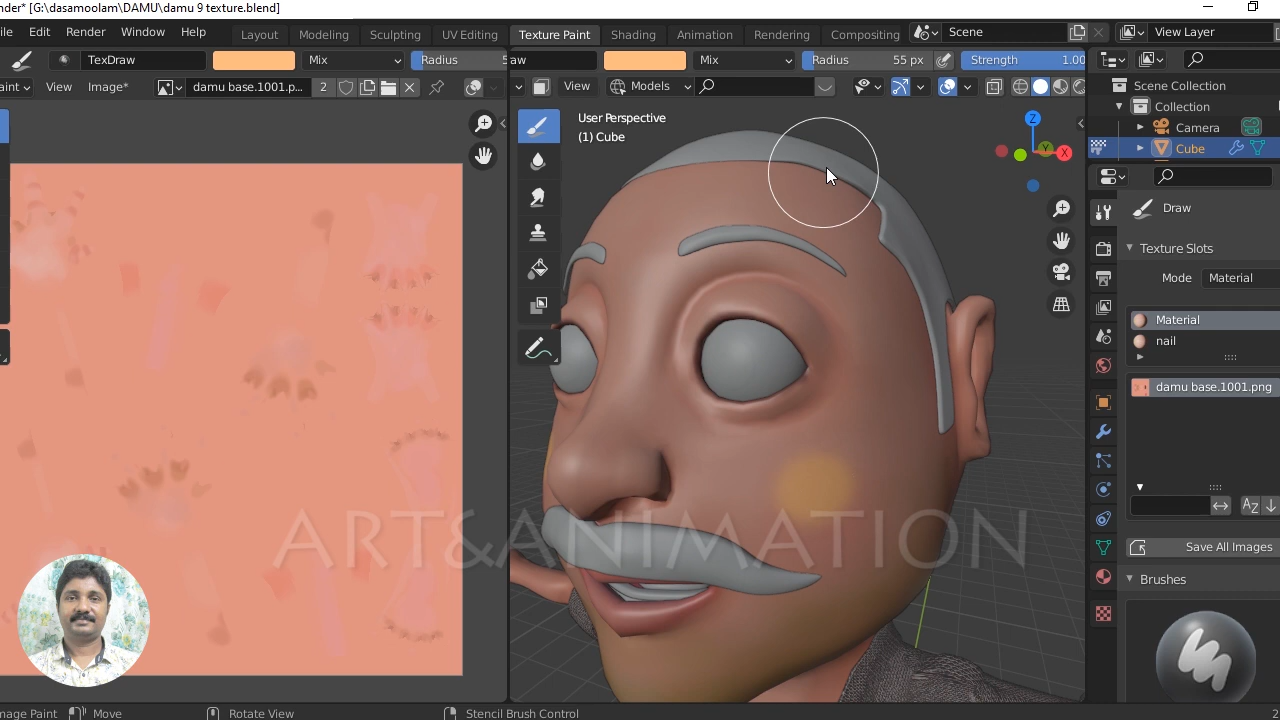 nder* [G:\dasamoolam\DAMU\damu 9 texture.blend]
ile Edit Render Window Help Layout Modeling Sculpting UV Editing Texture Paint Shading Animation Rendering Compositing Scene View Layer
TexDraw Mix Radius 5 aw Mix Radius 55 px Strength 1.00
aint View Image* damu base.1001.p... 2 View Models
Scene Collection
Collection
Camera
Cube
User Perspective
(1) Cube
Z
Y
X
Draw
Texture Slots
Mode Material
Material
nail
damu base.1001.png
AZ
Save All Images
Brushes
ART&ANIMATION
mage Paint Move Rotate View Stencil Brush Control 2